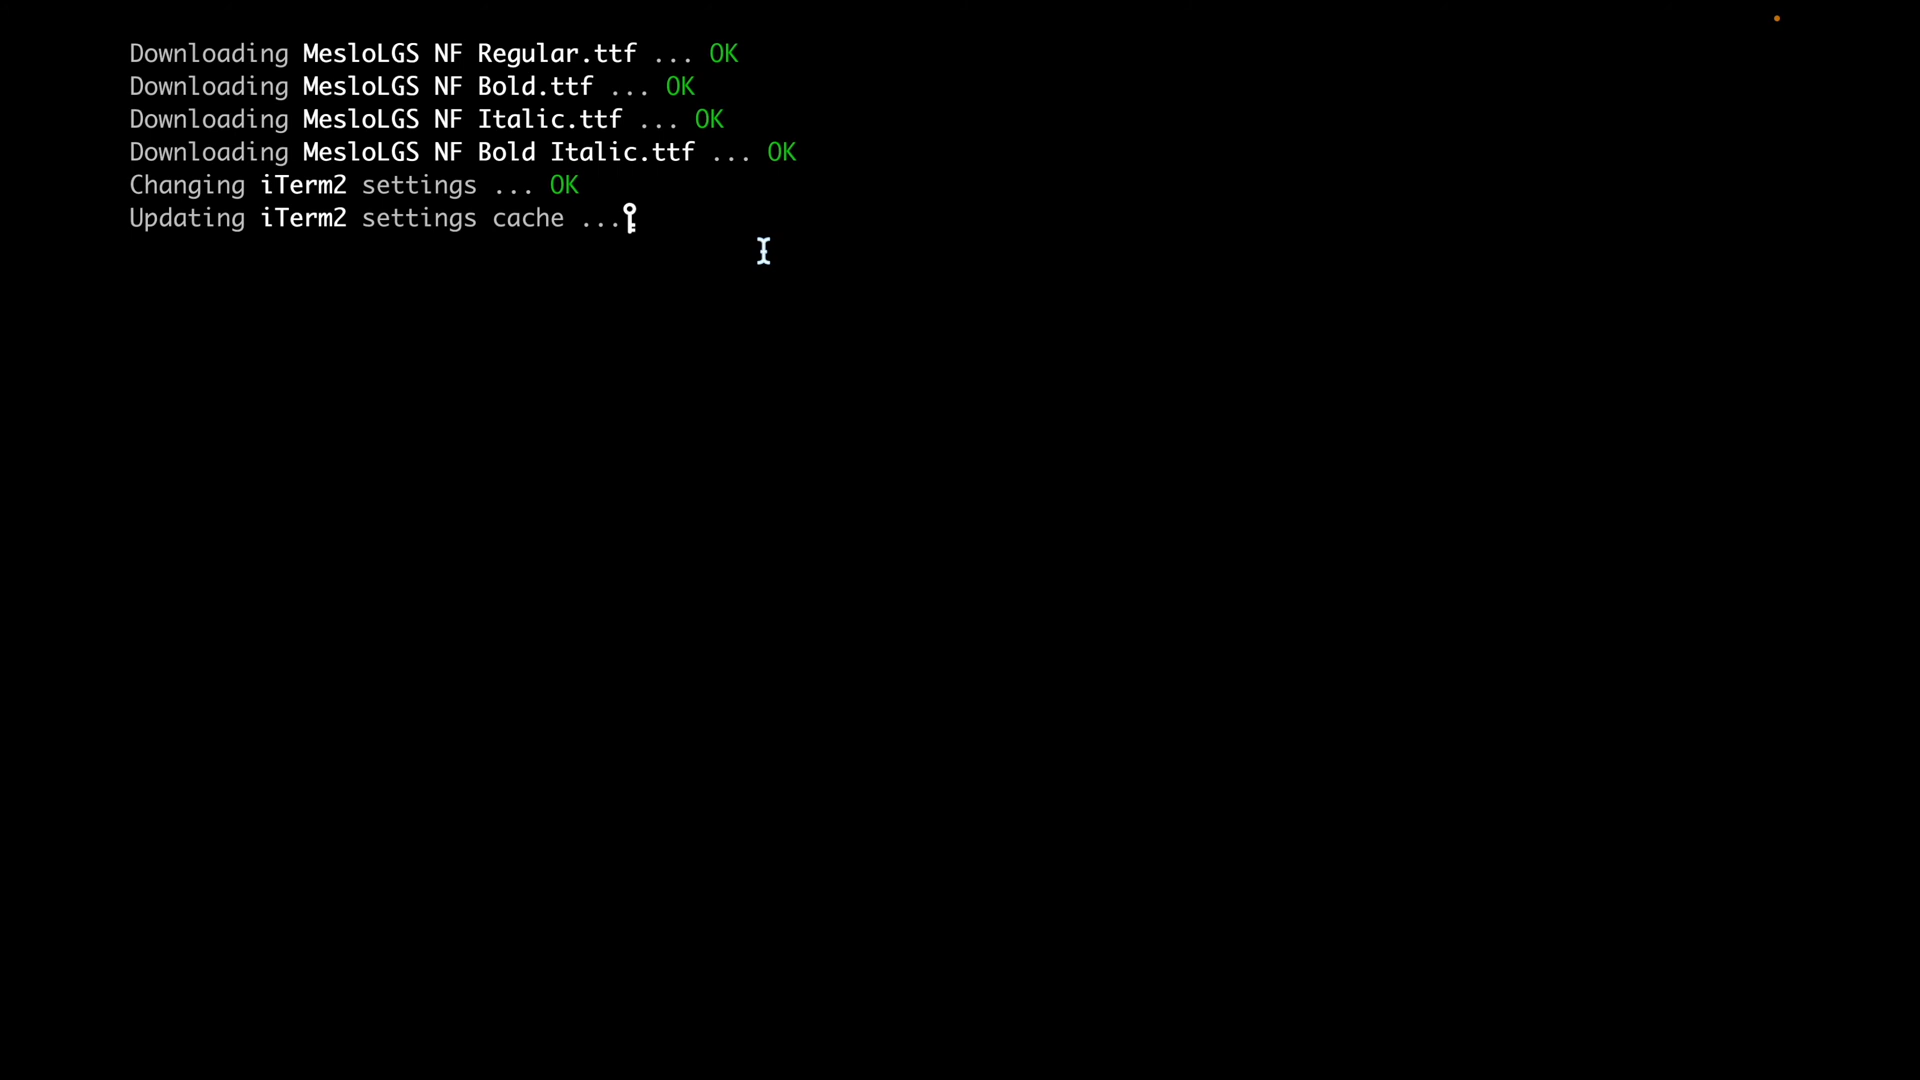 Downloading MesloLGS NF Regular.ttf ... OK
Downloading MesloLGS NF Bold.ttf ... OK
Downloading MesloLGS NF Italic.ttf ... OK
Downloading MesloLGS NF Bold Italic.ttf ... OK
Changing iTerm2 settings ... OK
Updating iTerm2 settings cache ...